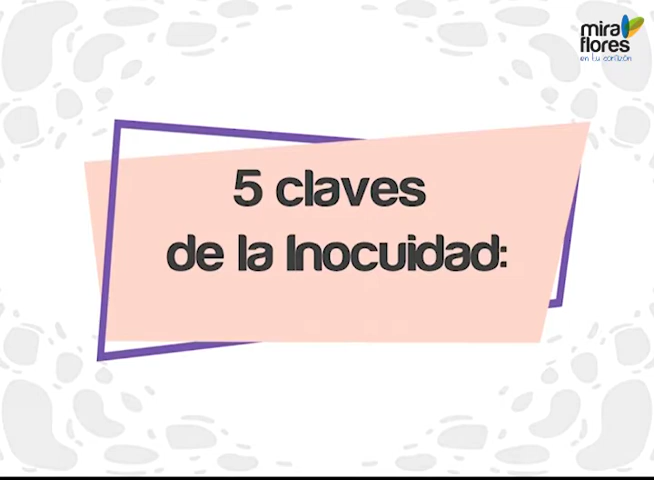 mira
flores
en tu corazón
5 claves
de la Inocuidad: